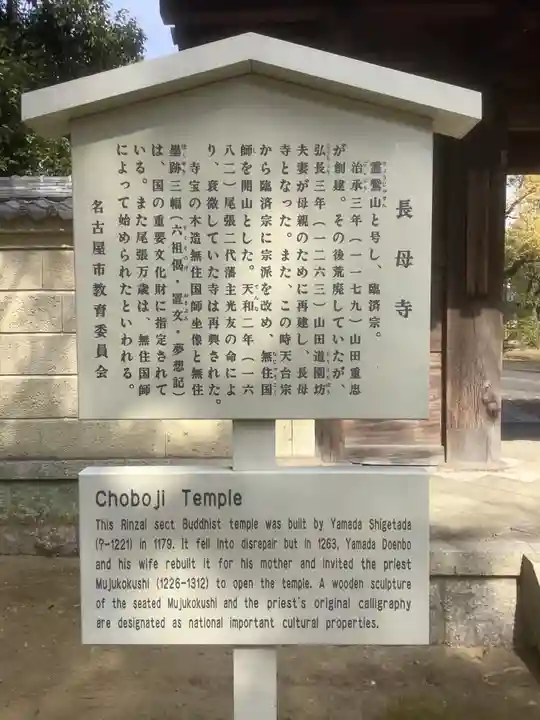 長母寺
霊鷲山と号し、臨済宗。
治承三年（一一七九）山田重忠
が創建。その後荒廃していたが、
弘長三年（一二六三）山田道園坊
夫妻が母親のために再建し、長母
寺となった。また、この時天台宗
から臨済宗に宗派を改め、無住国
師を開山とした。天和二年（一六
八二）尾張二代藩主光友の命によ
り、衰微していた寺は再興された。
寺宝の木造無住国師坐像と無住
墨跡三幅（六祖偈・置文・夢想記）
は、国の重要文化財に指定されて
いる。また尾張万歳は、無住国師
によって始められたといわれる。
名古屋市教育委員会
Choboji Temple
This Rinzai sect Buddhist temple was built by Yamada Shigetada
(?-1221) in 1179. It fell into disrepair but in 1263, Yamada Doenbo
and his wife rebuilt it for his mother and invited the priest
Mujukokushi (1226-1312) to open the temple. A wooden sculpture
of the seated Mujukokushi and the priest's original calligraphy
are designated as national important cultural properties.